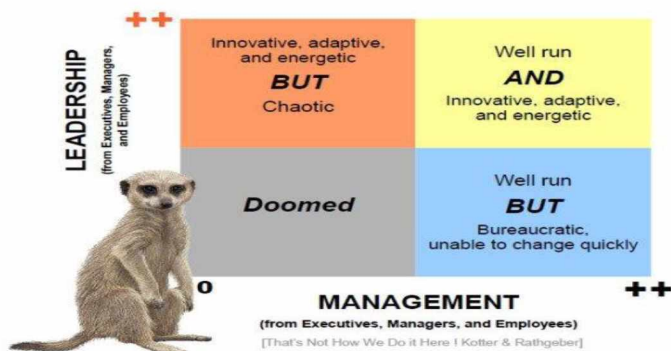 ++
LEADERSHIP
(from Executives, Managers,
and Employees)
Innovative, adaptive,
and energetic
BUT
Chaotic
Well run
AND
Innovative, adaptive,
and energetic
Doomed
Well run
BUT
Bureaucratic,
unable to change quickly
0
++
MANAGEMENT
(from Executives, Managers, and Employees)
[That's Not How We Do it Here ! Kotter & Rathgeber]